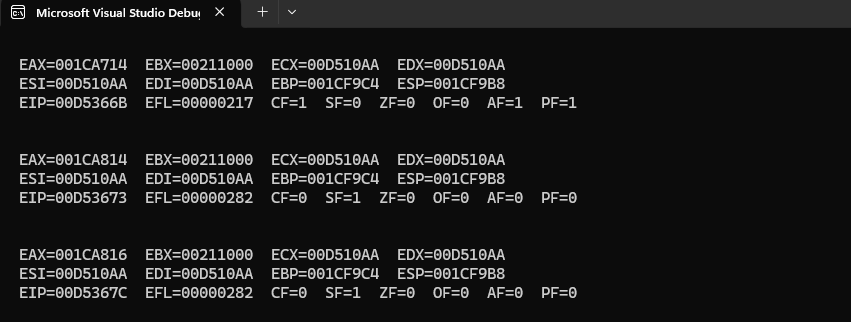 Microsoft Visual Studio Debug
EAX=001CA714 EBX=00211000 ECX=00D510AA EDX=00D510AA
ESI=00D510AA EDI=00D510AA EBP=001CF9C4 ESP=001CF9B8
EIP=00D5366B EFL=00000217 CF=1 SF=0 ZF=0 OF=0 AF=1 PF=1
EAX=001CA814 EBX=00211000 ECX=00D510AA EDX=00D510AA
ESI=00D510AA EDI=00D510AA EBP=001CF9C4 ESP=001CF9B8
EIP=00D53673 EFL=00000282 CF=0 SF=1 ZF=0 OF=0 AF=0 PF=0
EAX=001CA816 EBX=00211000 ECX=00D510AA EDX=00D510AA
ESI=00D510AA EDI=00D510AA EBP=001CF9C4 ESP=001CF9B8
EIP=00D5367C EFL=00000282 CF=0 SF=1 ZF=0 OF=0 AF=0 PF=0